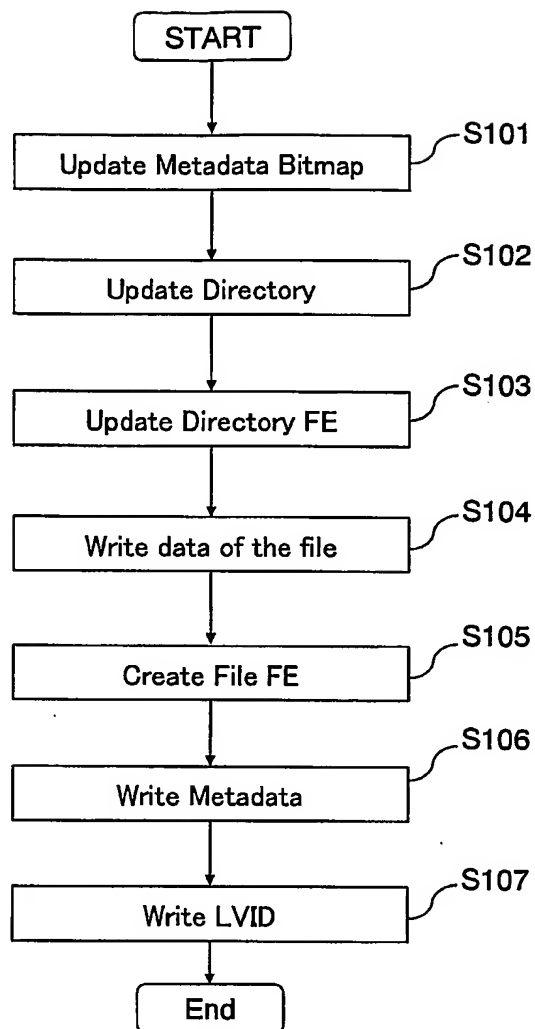 START
S101
Update Metadada Bitmap
S102
Update Directory
S103
Update Directory FE
S104
Write data of the file
S105
Create File FE
S106
Write Metadata
S107
Write LVID
End